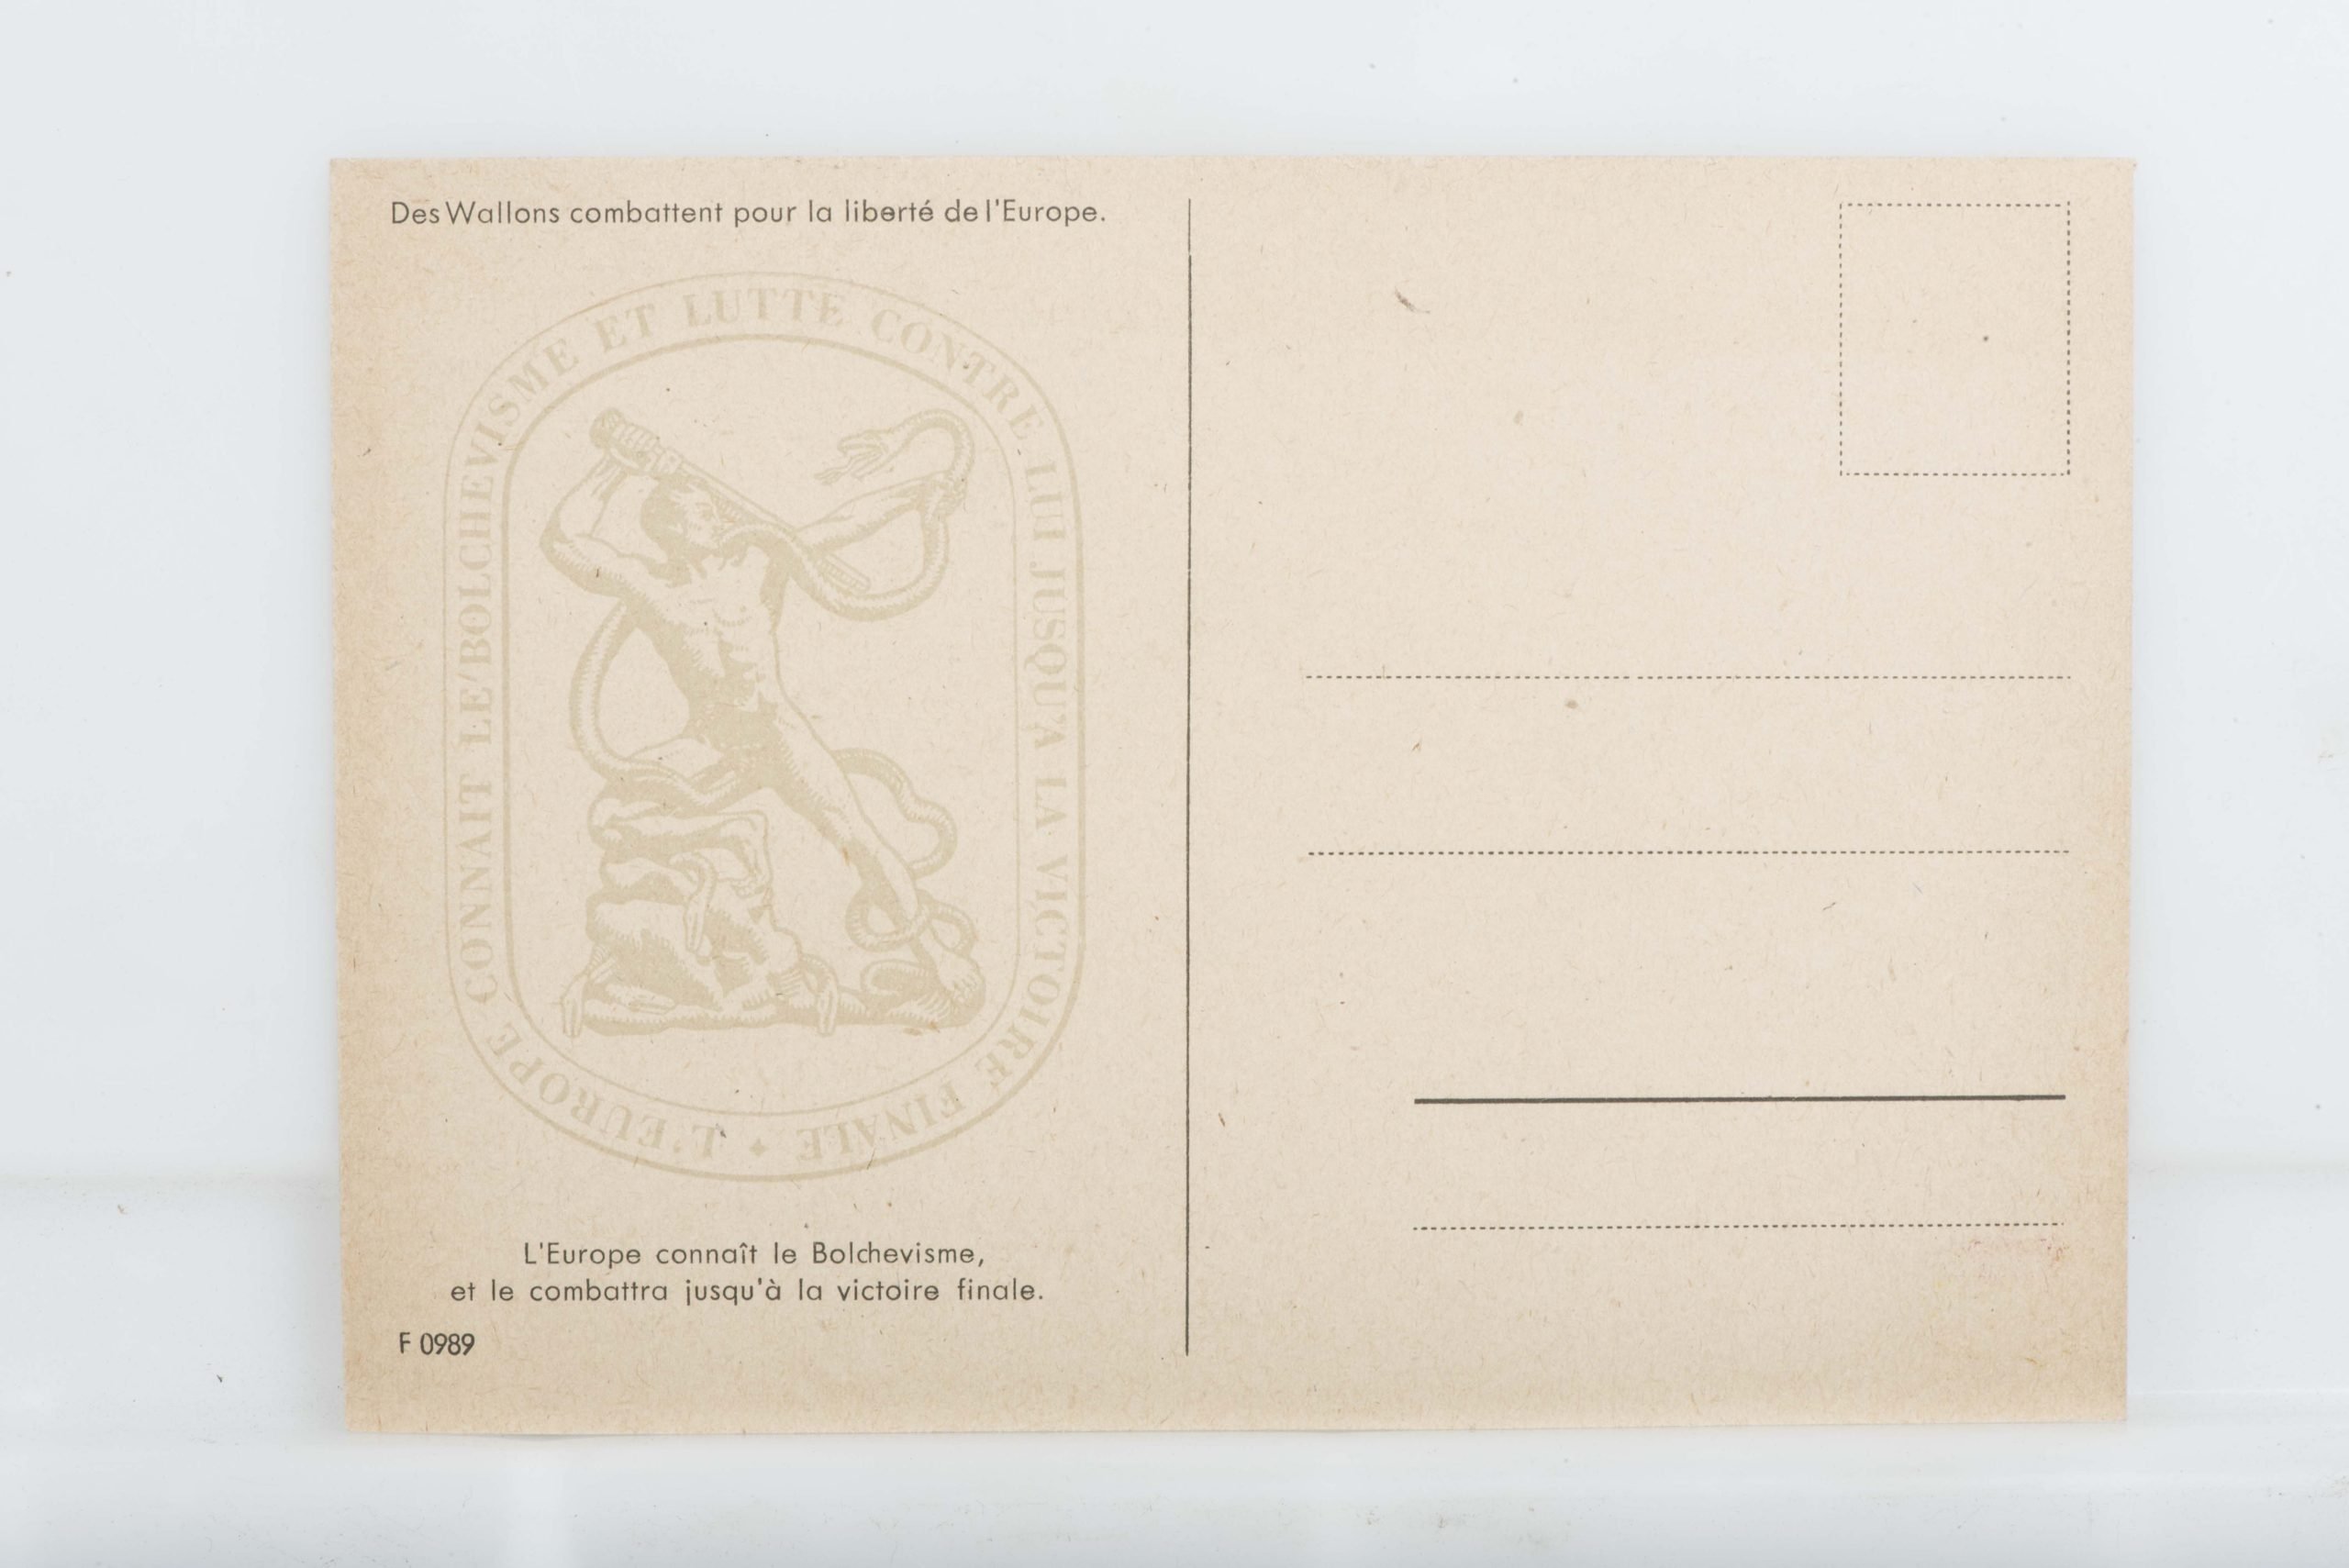 Des Wallons combattent pour la liberté de l'Europe.
L'EUROPE CONNAIT LE BOLCHEVISME ET LUTTE CONTRE LUI JUSQU'A LA VICTOIRE FINALE
L'Europe connaît le Bolchevisme,
et le combattra jusqu'à la victoire finale.
F 0989